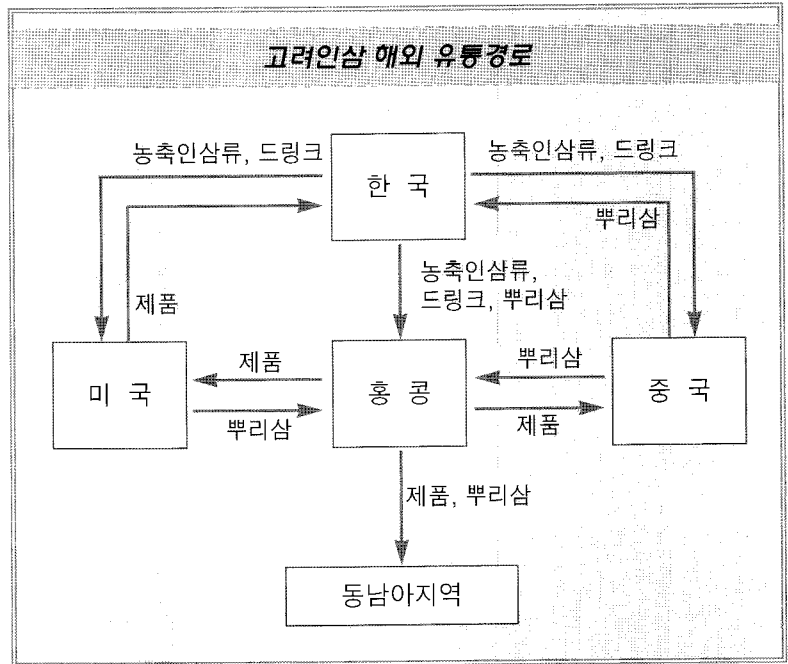 고려인삼 해외 유통경로
농축인삼류, 드링크
농축인삼류, 드링크
한 국
뿌리삼
농축인삼류,
드링크, 뿌리삼
제품
제품
뿌리삼
미 국
홍 콩
중 국
뿌리삼
제품
제품, 뿌리삼
동남아지역